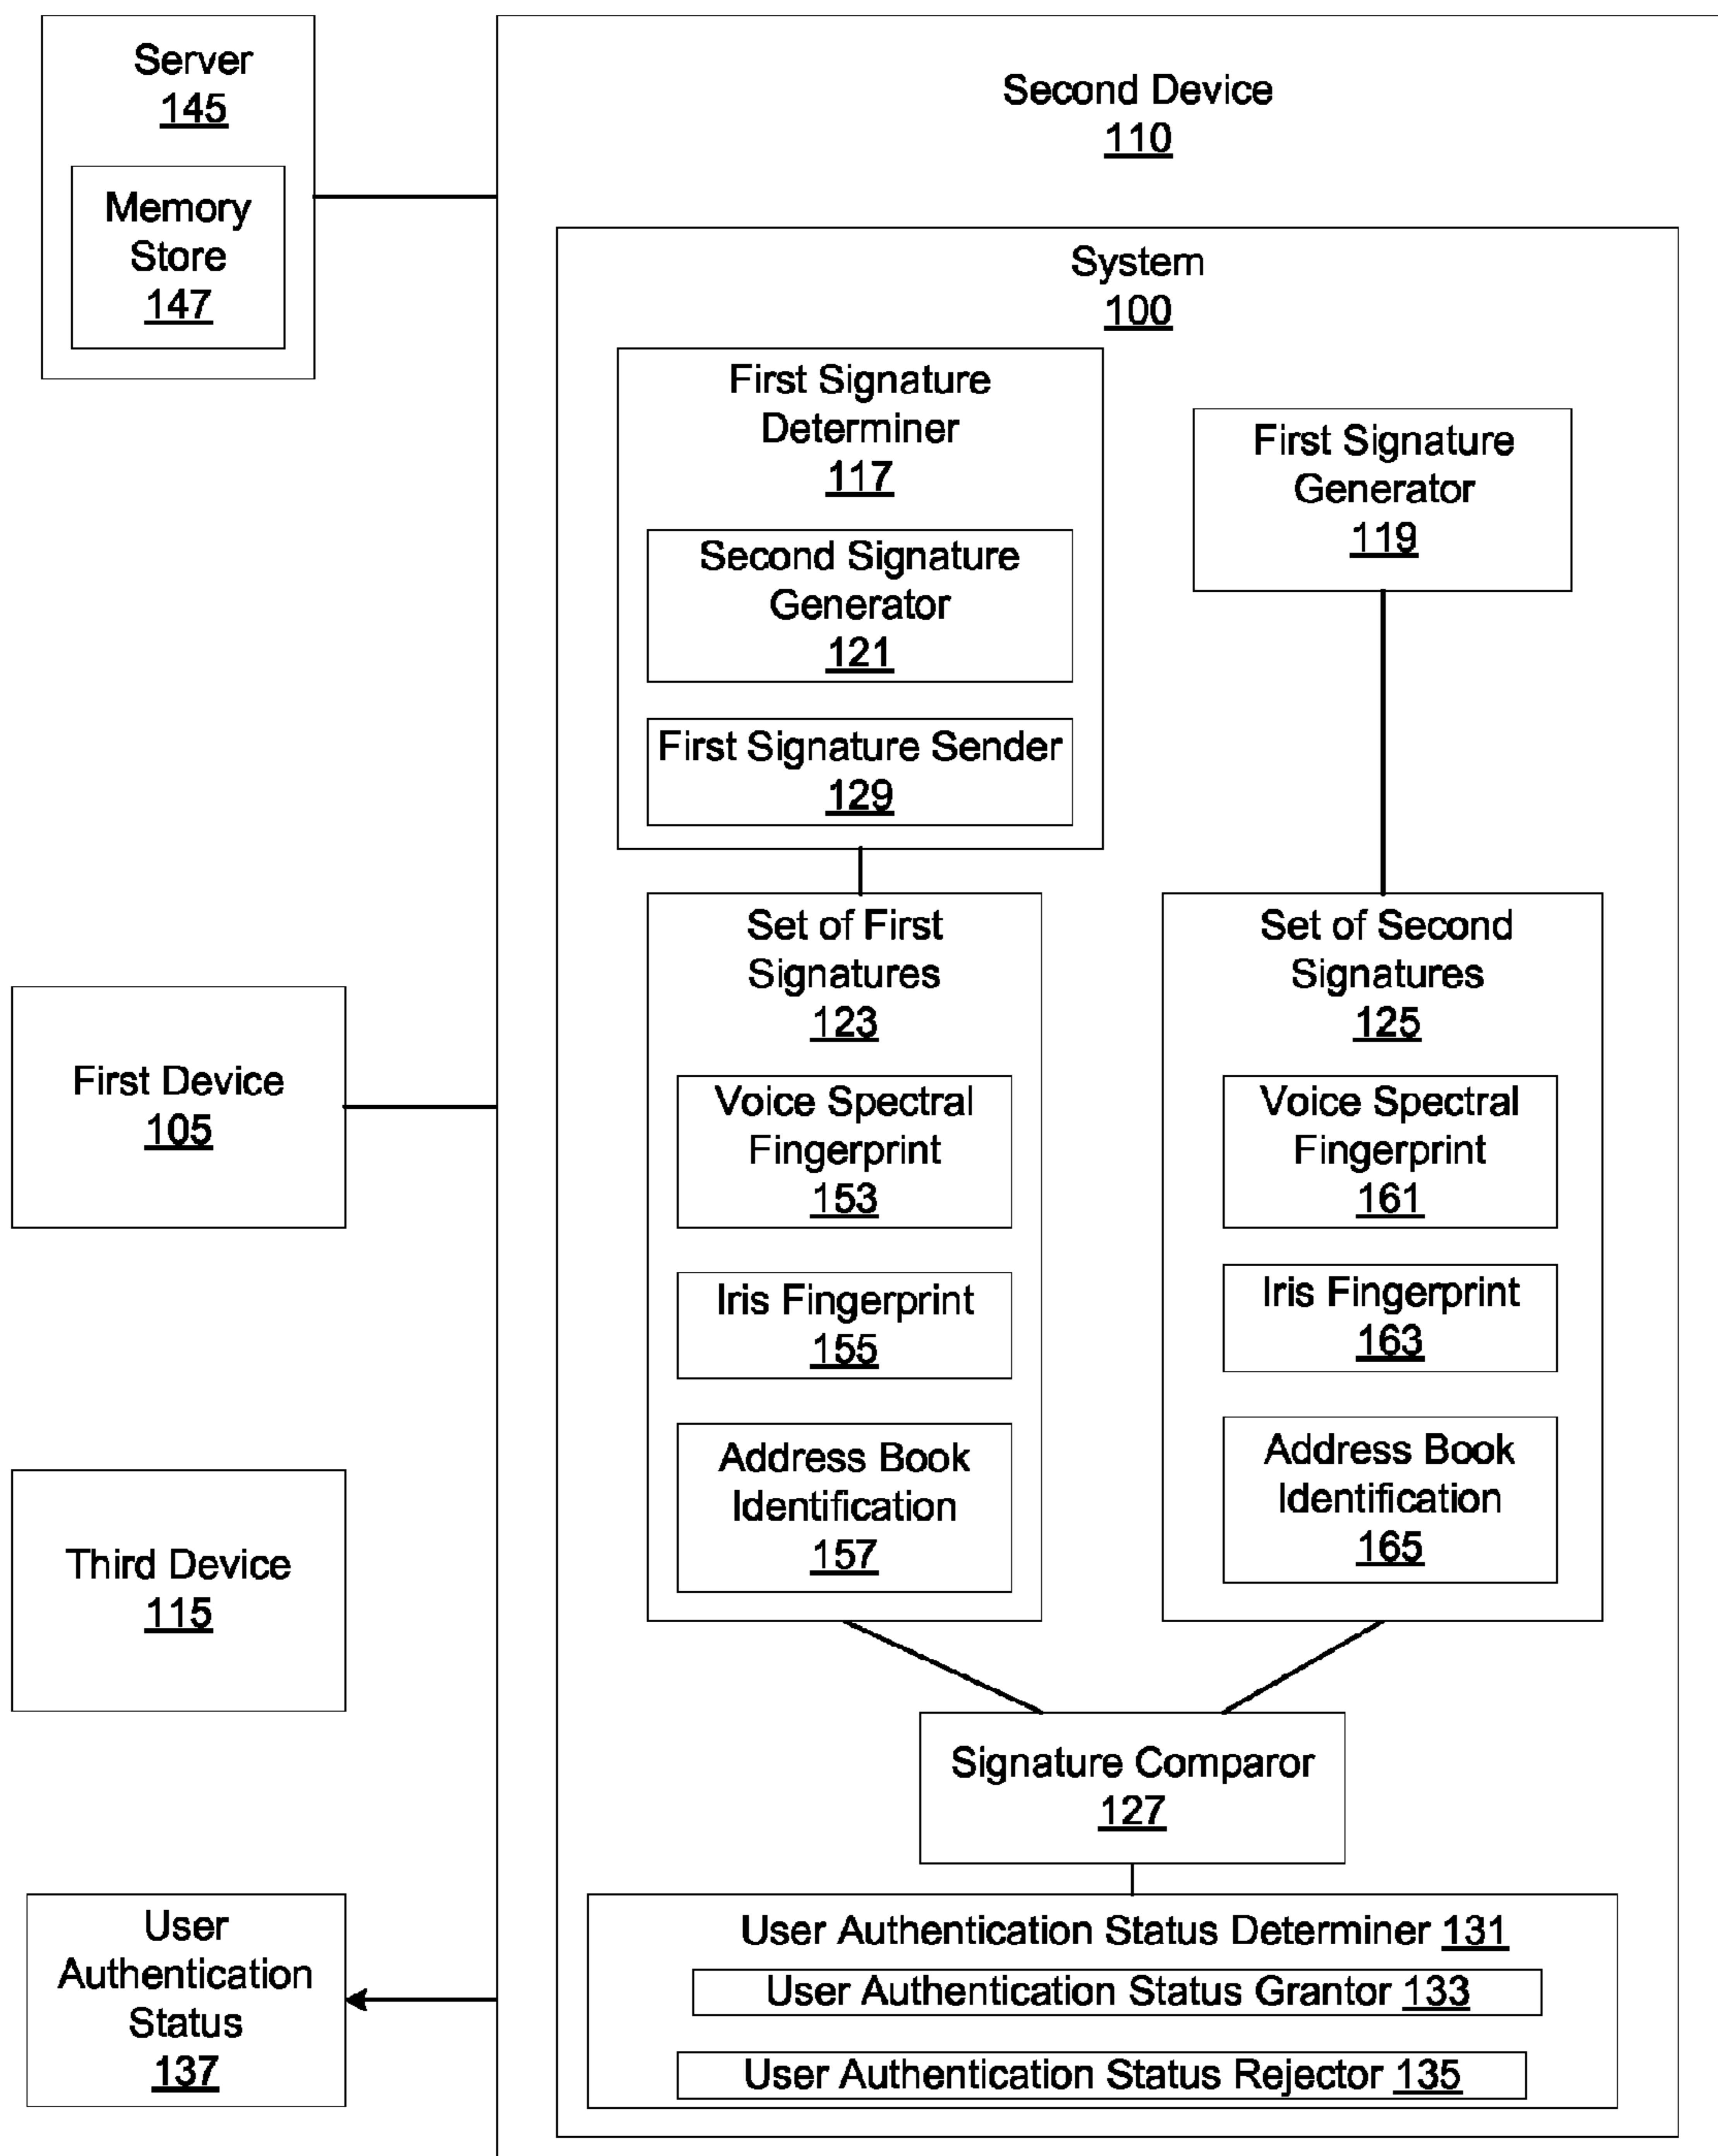 Server
145
Memory
Store
147
Second Device
110
System
100
First Signature
Determiner
117
Second Signature
Generator
121
First Signature Sender
129
First Signature
Generator
119
Set of First
Signatures
123
Voice Spectral
Fingerprint
153
Iris Fingerprint
155
Address Book
Identification
157
Set of Second
Signatures
125
Voice Spectral
Fingerprint
161
Iris Fingerprint
163
Address Book
Identification
165
First Device
105
Third Device
115
Signature Comparor
127
User Authentication Status Determiner 131
User Authentication Status Grantor 133
User Authentication Status Rejector 135
User
Authentication
Status
137